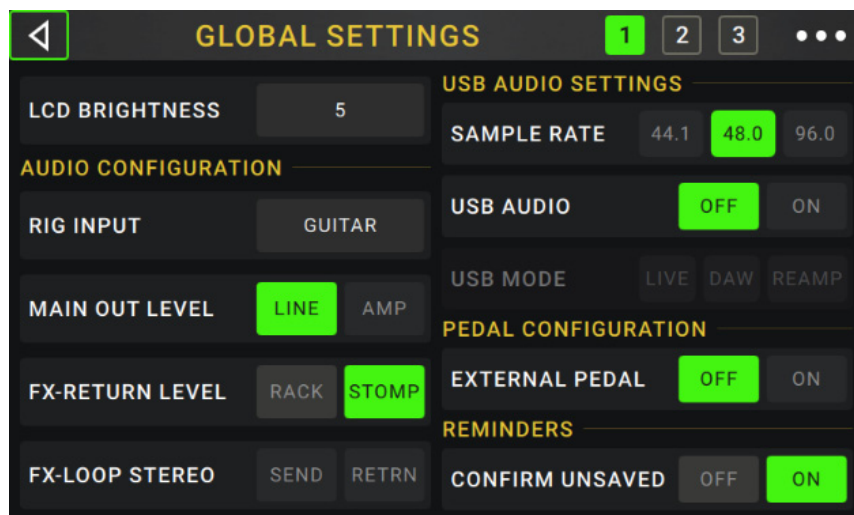 GLOBAL SETTINGS 1 2 3
LCD BRIGHTNESS 5
AUDIO CONFIGURATION
RIG INPUT GUITAR
MAIN OUT LEVEL LINE AMP
FX-RETURN LEVEL RACK STOMP
FX-LOOP STEREO SEND RETRN
USB AUDIO SETTINGS
SAMPLE RATE 44.1 48.0 96.0
USB AUDIO OFF ON
USB MODE LIVE DAW REAMP
PEDAL CONFIGURATION
EXTERNAL PEDAL OFF ON
REMINDERS
CONFIRM UNSAVED OFF ON